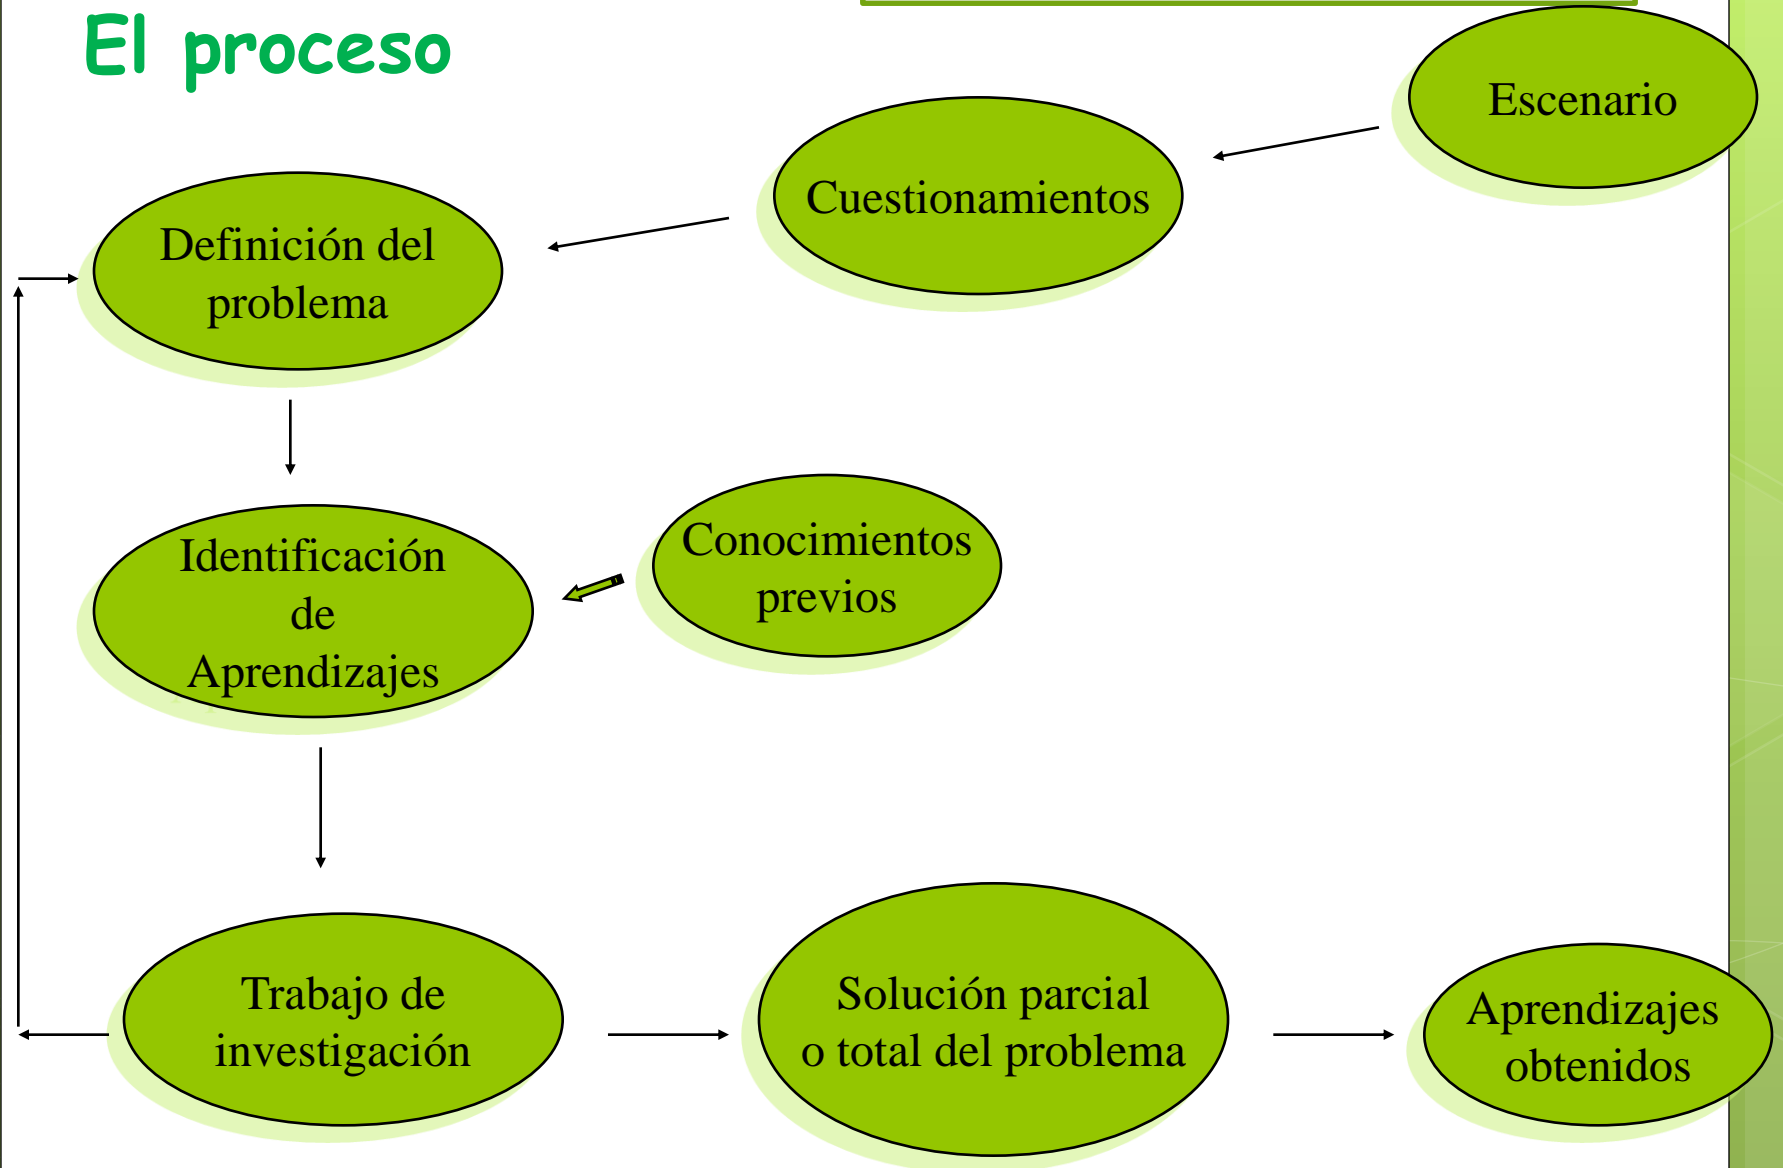 El proceso
Escenario
Cuestionamientos
Definición del
problema
Identificación
de
Aprendizajes
Conocimientos
previos
Trabajo de
investigación
Solución parcial
o total del problema
Aprendizajes
obtenidos